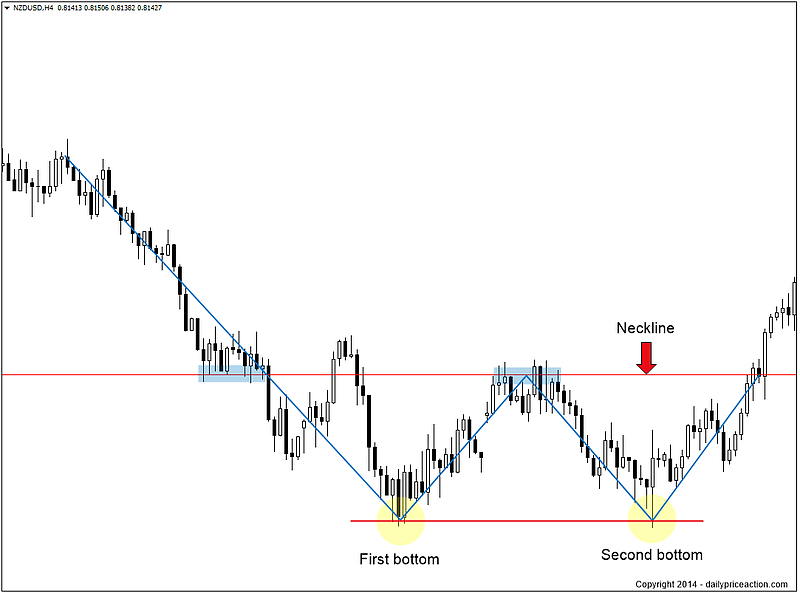 NZDUSD,H4 0.81413 0.81506 0.81382 0.81427
Neckline
First bottom
Second bottom
Copyright 2014 - dailypriceaction.com